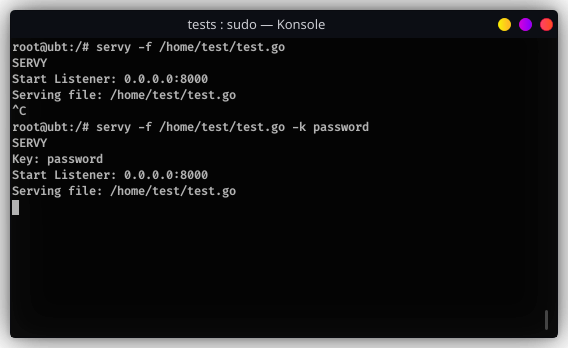 tests : sudo — Konsole
root@ubt:/# servy -f /home/test/test.go
SERVY
Start Listener: 0.0.0.0:8000
Serving file: /home/test/test.go
^C
root@ubt:/# servy -f /home/test/test.go -k password
SERVY
Key: password
Start Listener: 0.0.0.0:8000
Serving file: /home/test/test.go